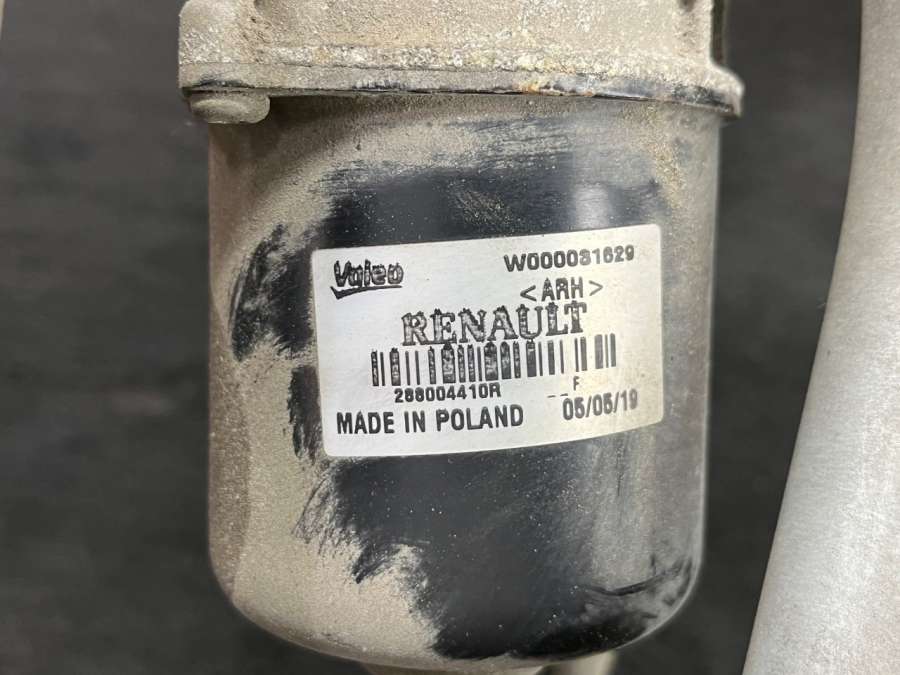 Valeo
W000081629
<ARH>
RENAULT
288004410R
F
MADE IN POLAND
05/05/19